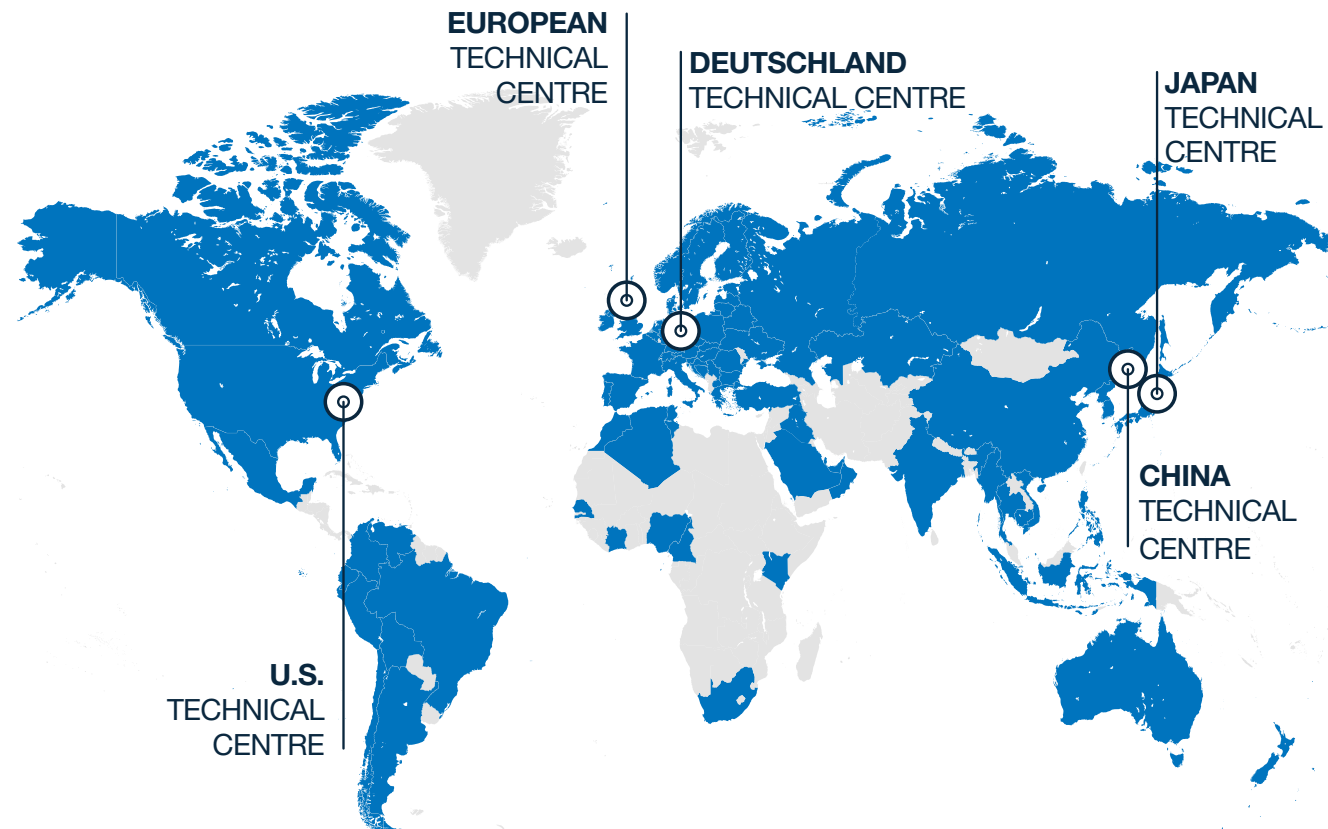 EUROPEAN
TECHNICAL
CENTRE
DEUTSCHLAND
TECHNICAL CENTRE
JAPAN
TECHNICAL
CENTRE
CHINA
TECHNICAL
CENTRE
U.S.
TECHNICAL
CENTRE